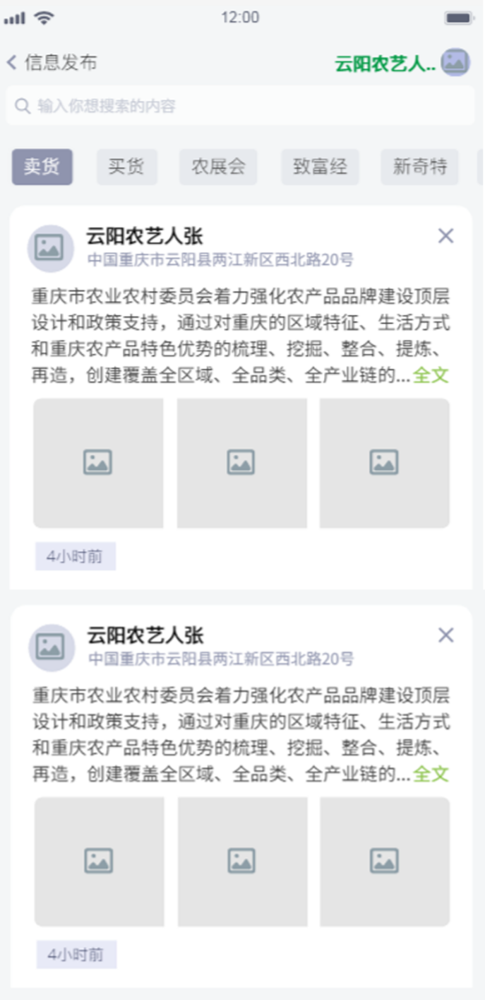 12:00
信息发布
云阳农艺人..
输入你想搜索的内容
卖货
买货
农展会
致富经
新奇特
云阳农艺人张
中国重庆市云阳县两江新区西北路20号
重庆市农业农村委员会着力强化农产品品牌建设顶层
设计和政策支持，通过对重庆的区域特征、生活方式
和重庆农产品特色优势的梳理、挖掘、整合、提炼、
再造，创建覆盖全区域、全品类、全产业链的...全文
4小时前
云阳农艺人张
中国重庆市云阳县两江新区西北路20号
重庆市农业农村委员会着力强化农产品品牌建设顶层
设计和政策支持，通过对重庆的区域特征、生活方式
和重庆农产品特色优势的梳理、挖掘、整合、提炼、
再造，创建覆盖全区域、全品类、全产业链的...全文
4小时前